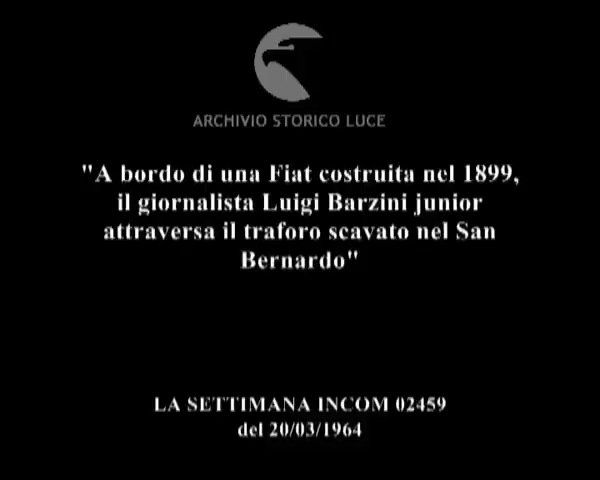 ARCHIVIO STORICO LUCE
"A bordo di una Fiat costruita nel 1899,
il giornalista Luigi Barzini junior
attraversa il traforo scavato nel San
Bernardo"
LA SETTIMANA INCOM 02459
del 20/03/1964